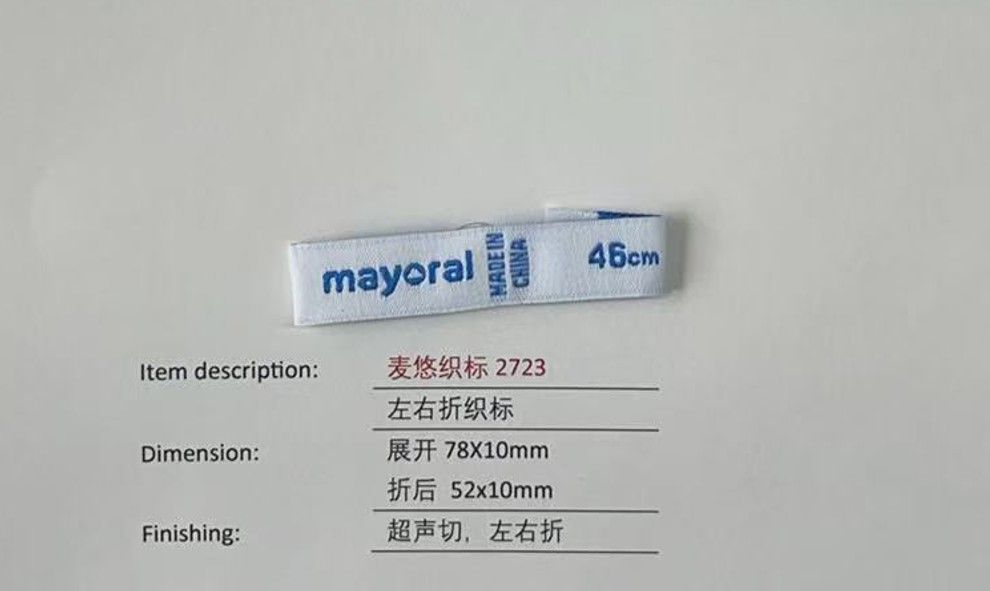 mayoral
MADE IN
CHINA
46cm
Item description: 麦悠织标 2723
左右折织标
Dimension: 展开 78X10mm
折后 52x10mm
Finishing: 超声切, 左右折